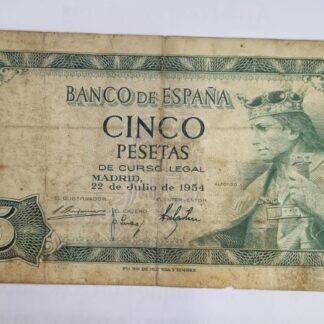 BANCO DE ESPAÑA
CINCO
PESETAS
DE CURSO LEGAL
MADRID,
22 de Julio de 1954
ALFONSO
EL GOBERNADOR
EL CAJERO
EL INTERVENTOR
5